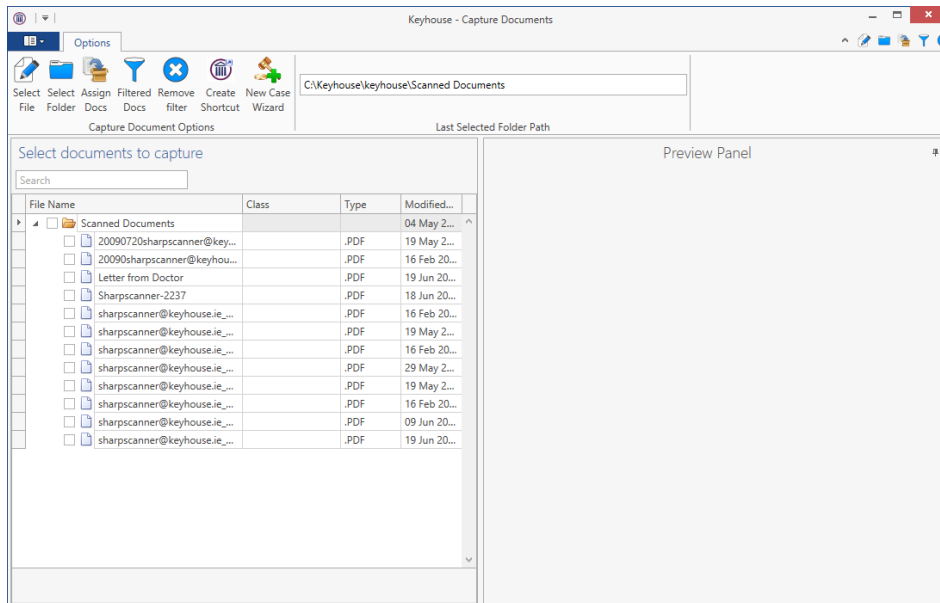 Keyhouse - Capture Documents
Options
Select File
Select Folder
Assign Docs
Filtered Docs
Remove filter
Create Shortcut
New Case Wizard
Capture Document Options
C:\Keyhouse\keyhouse\Scanned Documents
Last Selected Folder Path
Select documents to capture
Preview Panel
Search
File Name Class Type Modified...
Scanned Documents 04 May 2...
20090720sharpscanner@key... .PDF 19 May 2...
20090sharpscanner@keyhou... .PDF 16 Feb 20...
Letter from Doctor .PDF 19 Jun 20...
Sharpscanner-2237 .PDF 18 Jun 20...
sharpscanner@keyhouse.ie_... .PDF 16 Feb 20...
sharpscanner@keyhouse.ie_... .PDF 19 May 2...
sharpscanner@keyhouse.ie_... .PDF 16 Feb 20...
sharpscanner@keyhouse.ie_... .PDF 29 May 2...
sharpscanner@keyhouse.ie_... .PDF 19 May 2...
sharpscanner@keyhouse.ie_... .PDF 16 Feb 20...
sharpscanner@keyhouse.ie_... .PDF 09 Jun 20...
sharpscanner@keyhouse.ie_... .PDF 19 Jun 20...